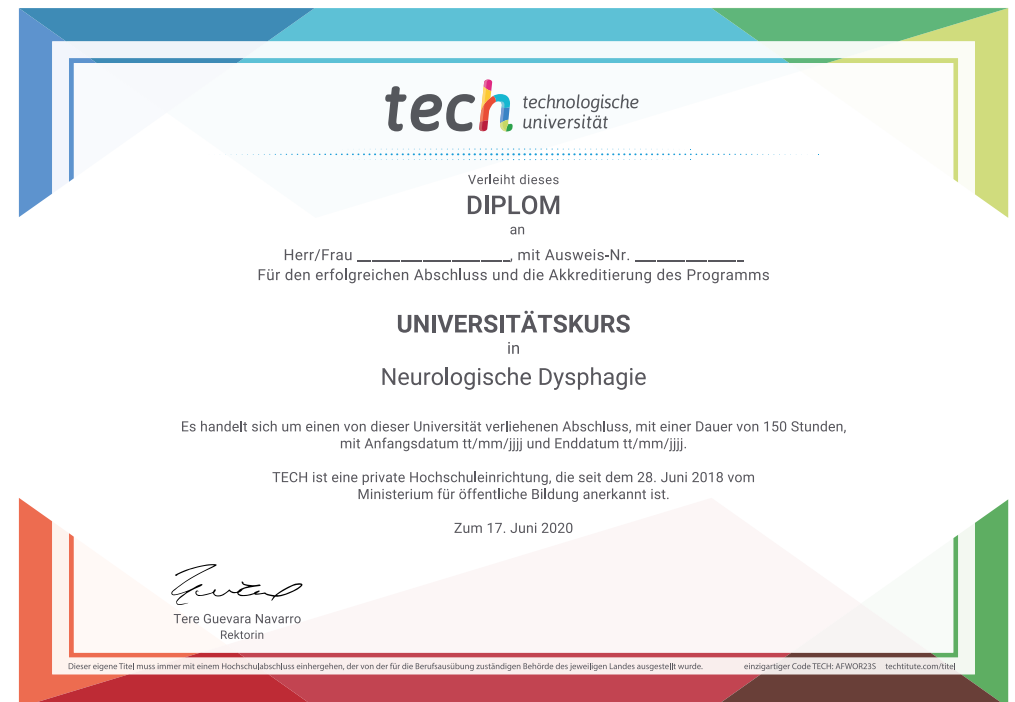 tech technologische
universität
Verleiht dieses
DIPLOM
an
Herr/Frau ______________, mit Ausweis-Nr. __________
Für den erfolgreichen Abschluss und die Akkreditierung des Programms
UNIVERSITÄTSKURS
in
Neurologische Dysphagie
Es handelt sich um einen von dieser Universität verliehenen Abschluss, mit einer Dauer von 150 Stunden,
mit Anfangsdatum tt/mm/jjjj und Enddatum tt/mm/jjjj.
TECH ist eine private Hochschuleinrichtung, die seit dem 28. Juni 2018 vom
Ministerium für öffentliche Bildung anerkannt ist.
Zum 17. Juni 2020
Tere Guevara Navarro
Rektorin
Dieser eigene Titel muss immer mit einem Hochschulabschluss einhergehen, der von der für die Berufsausübung zuständigen Behörde des jeweiligen Landes ausgestellt wurde. einzigartiger Code TECH: AFWOR23S techtitute.com/titel